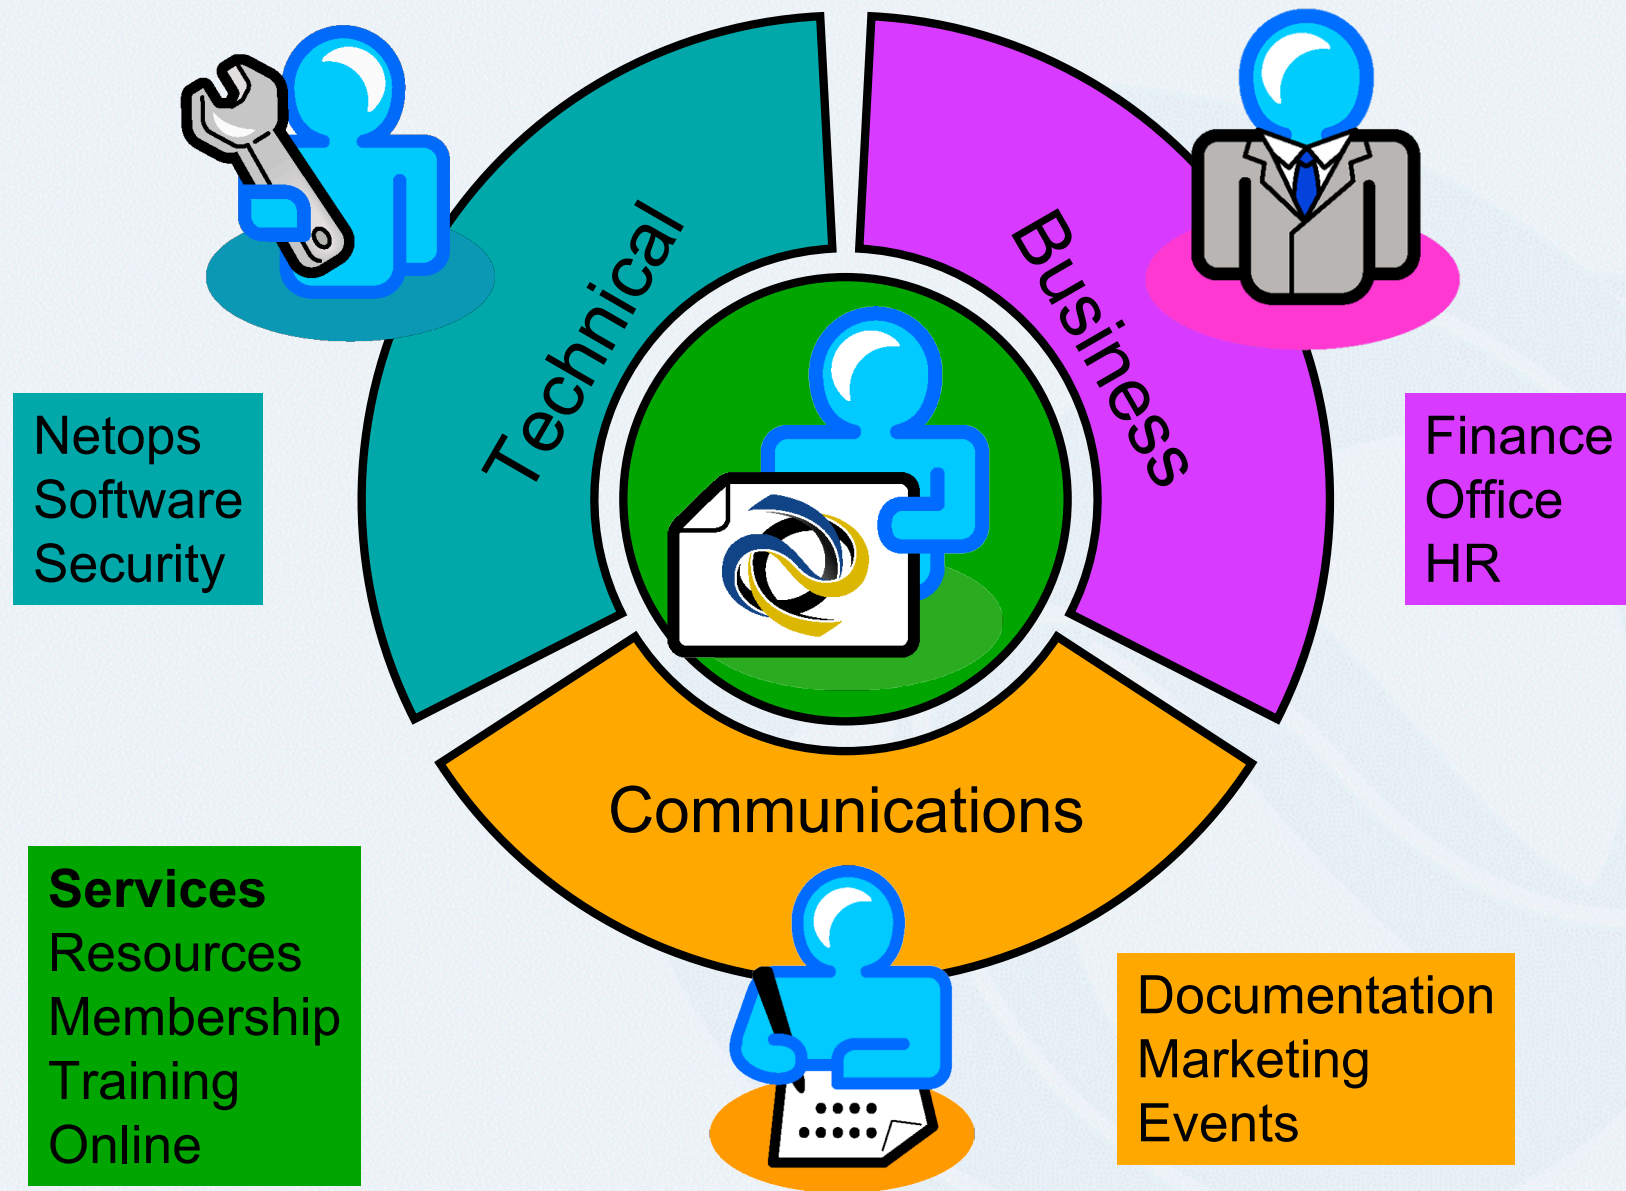 Technical
Business
Netops
Software
Security
Finance
Office
HR
Communications
Services
Resources
Membership
Training
Online
Documentation
Marketing
Events